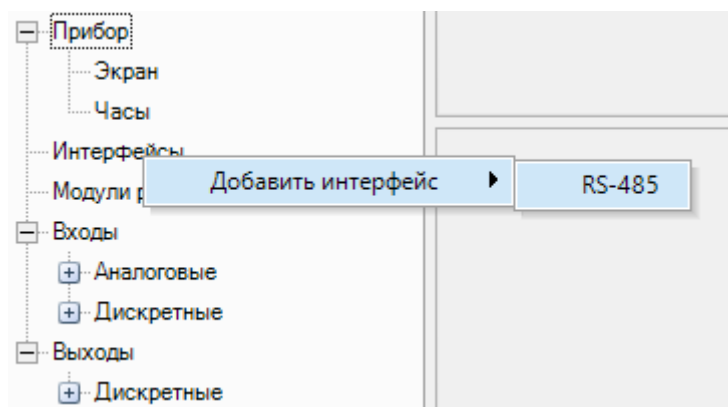 Прибор
Экран
Часы
Интерфейсы
Добавить интерфейс
RS-485
Модули
Входы
Аналоговые
Дискретные
Выходы
Дискретные